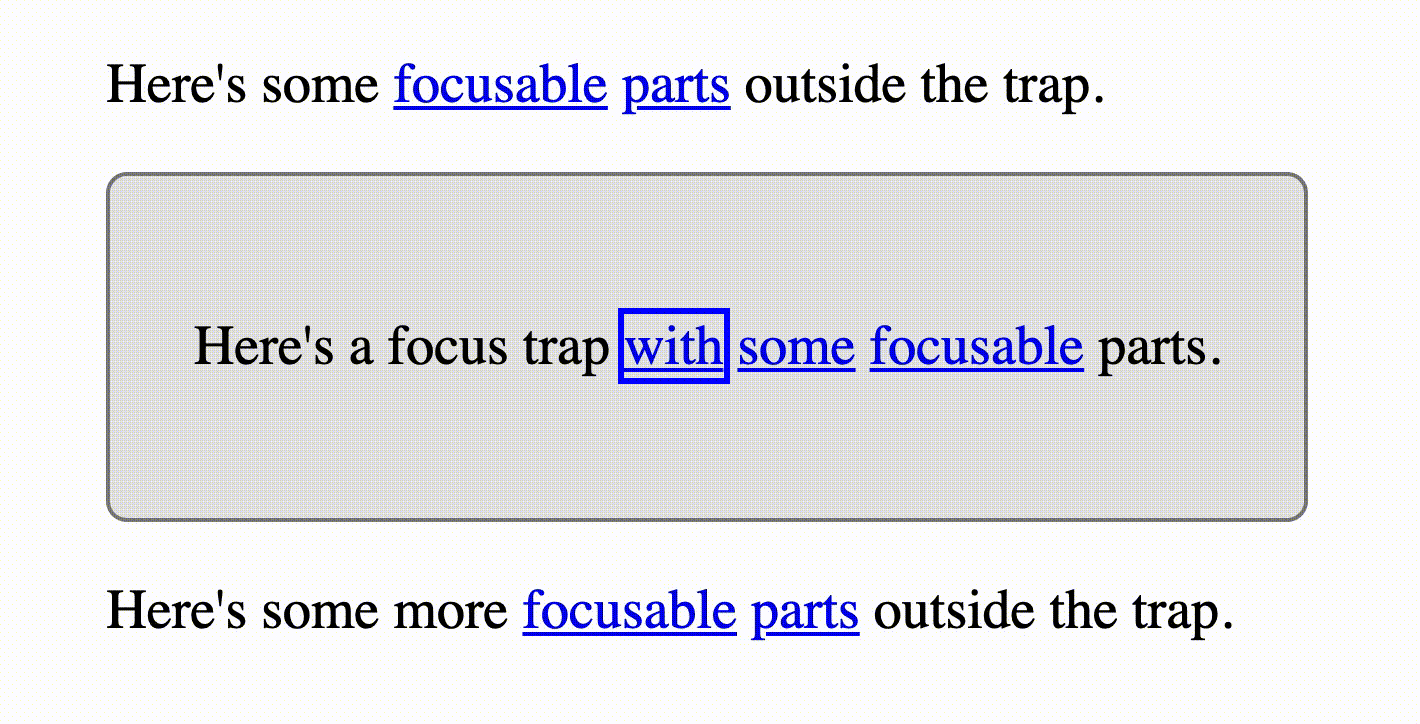 Here's some focusable parts outside the trap.
Here's a focus trap with some focusable parts.
Here's some more focusable parts outside the trap.